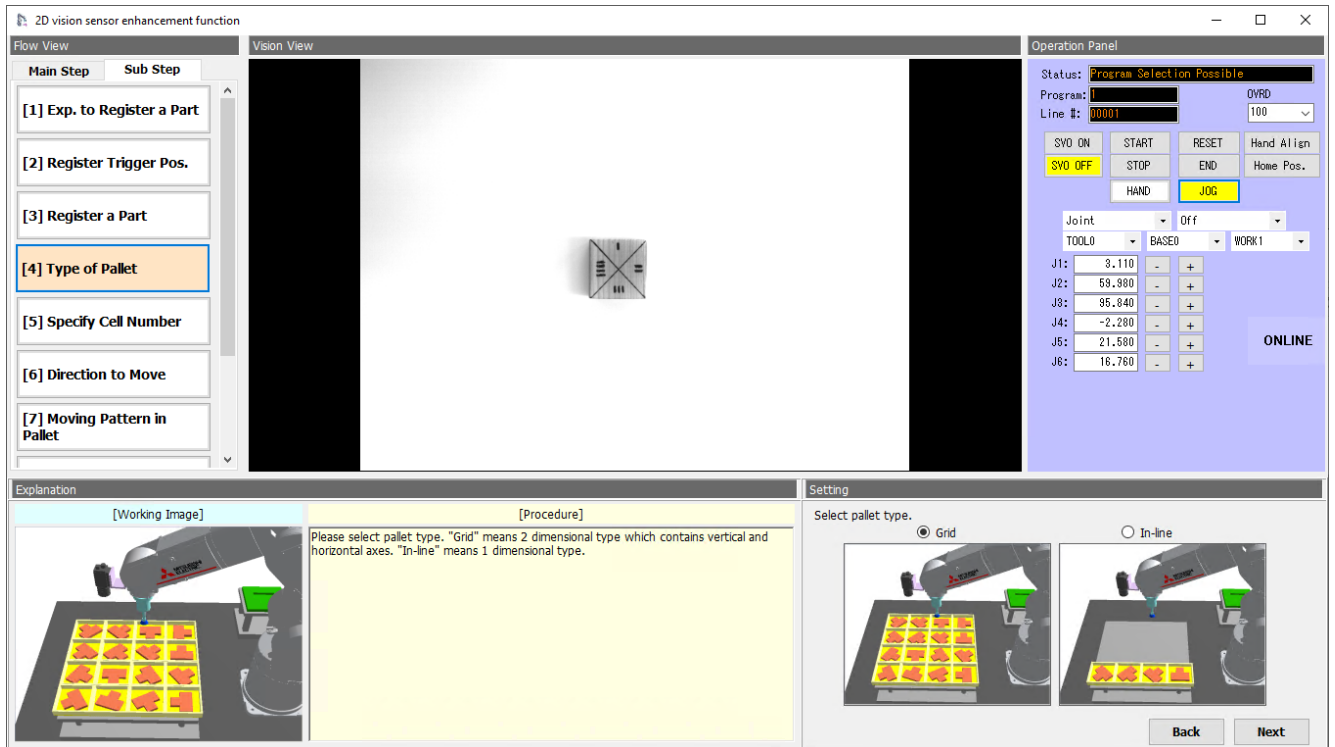 2D vision sensor enhancement function
Flow View
Main Step Sub Step
[1] Exp. to Register a Part
[2] Register Trigger Pos.
[3] Register a Part
[4] Type of Pallet
[5] Specify Cell Number
[6] Direction to Move
[7] Moving Pattern in
Pallet
Vision View
Operation Panel
Status: Program Selection Possible
Program: 1 OVRD
Line #: 00001 100
SVO ON START RESET Hand Align
SVO OFF STOP END Home Pos.
HAND JOG
Joint Off
TOOL0 BASE0 WORK1
J1: 3.110 - +
J2: 59.980 - +
J3: 95.840 - +
J4: -2.280 - +
J5: 21.580 - +
J6: 16.760 - +
ONLINE
Explanation
[Working Image]
MITSUBISHI
ELECTRIC
[Procedure]
Please select pallet type. "Grid" means 2 dimensional type which contains vertical and
horizontal axes. "In-line" means 1 dimensional type.
Setting
Select pallet type.
Grid In-line
Back Next